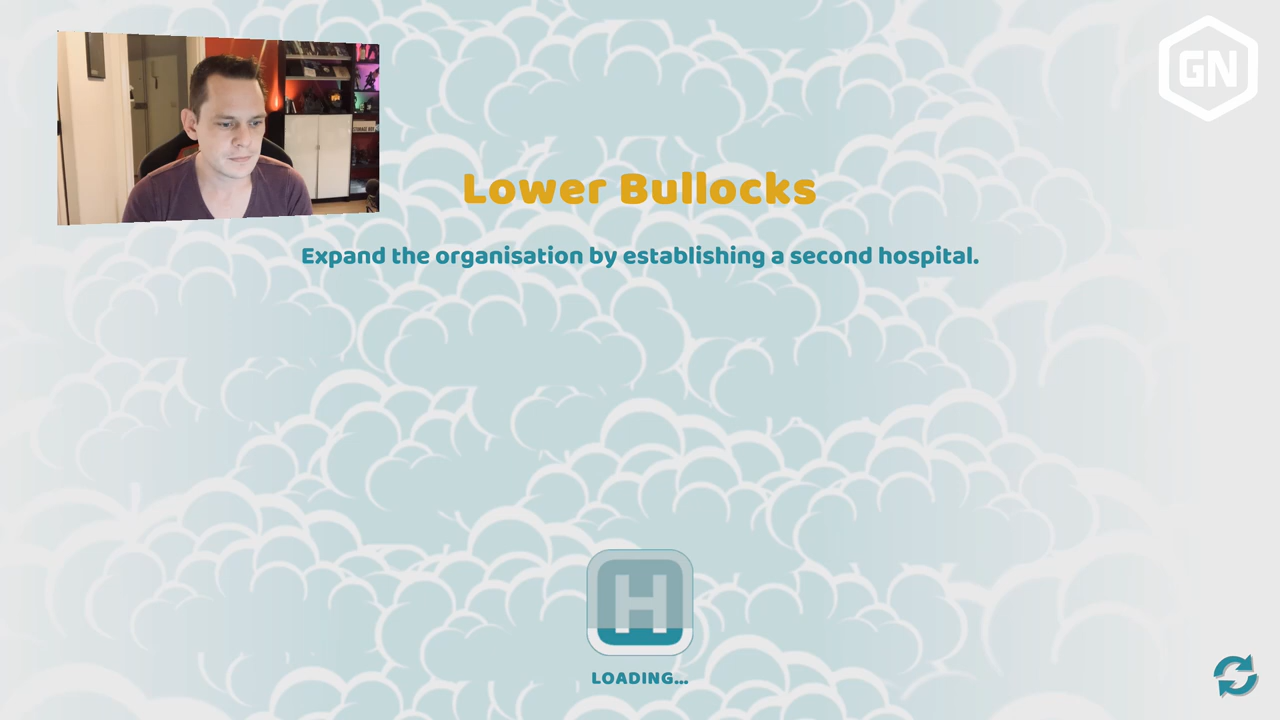 GN
Lower Bullocks
Expand the organisation by establishing a second hospital.
H
LOADING...